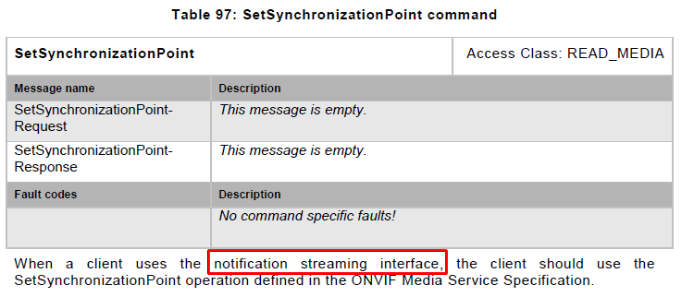 Table 97: SetSynchronizationPoint command
SetSynchronizationPoint Access Class: READ_MEDIA
Message name Description
SetSynchronizationPoint- This message is empty.
Request
SetSynchronizationPoint- This message is empty.
Response
Fault codes Description
No command specific faults!
When a client uses the notification streaming interface, the client should use the
SetSynchronizationPoint operation defined in the ONVIF Media Service Specification.